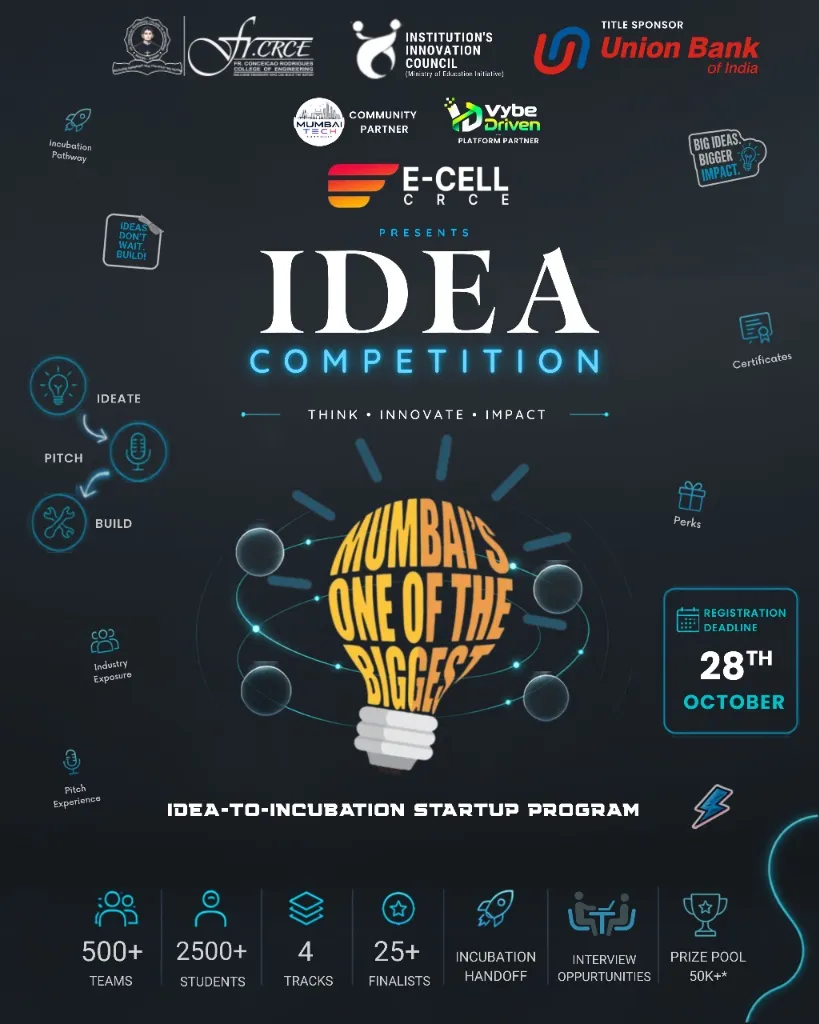 Fr. CRCE
FR. CONCEICAO RODRIGUES
COLLEGE OF ENGINEERING
INSTITUTION'S
INNOVATION
COUNCIL
(Ministry of Education Initiative)
TITLE SPONSOR
Union Bank
of India
MUMBAI
TECH
COMMUNITY
PARTNER
Vybe
Driven
PLATFORM PARTNER
Incubation
Pathway
BIG IDEAS.
BIGGER
IMPACT.
E-CELL
CRCE
IDEAS
DON'T
WAIT.
BUILD!
PRESENTS
IDEA
COMPETITION
Certificates
THINK • INNOVATE • IMPACT
IDEATE
PITCH
BUILD
Perks
MUMBAI'S
ONE OF THE
BIGGEST
REGISTRATION
DEADLINE
28TH
OCTOBER
Industry
Exposure
Pitch
Experience
IDEA-TO-INCUBATION STARTUP PROGRAM
500+
TEAMS
2500+
STUDENTS
4
TRACKS
25+
FINALISTS
INCUBATION
HANDOFF
INTERVIEW
OPPURTUNITIES
PRIZE POOL
50K+*